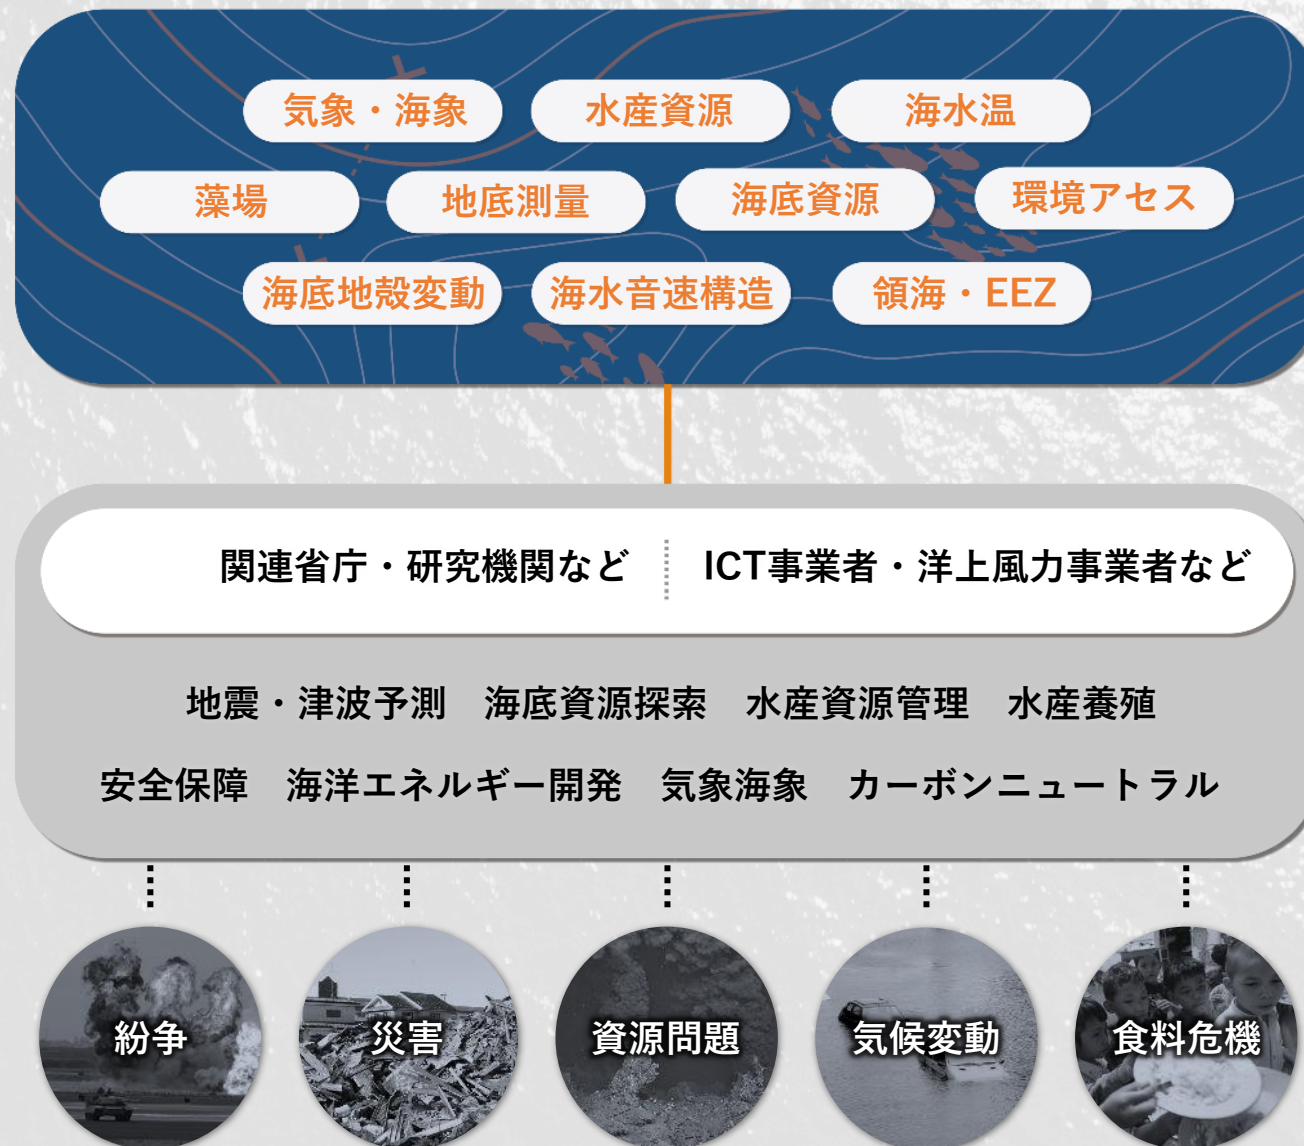 気象・海象 水産資源 海水温
藻場 地底測量 海底資源 環境アセス
海底地殻変動 海水音速構造 領海・EEZ
関連省庁・研究機関など ICT事業者・洋上風力事業者など
地震・津波予測 海底資源探索 水産資源管理 水産養殖
安全保障 海洋エネルギー開発 気象海象 カーボンニュートラル
紛争 災害 資源問題 気候変動 食料危機